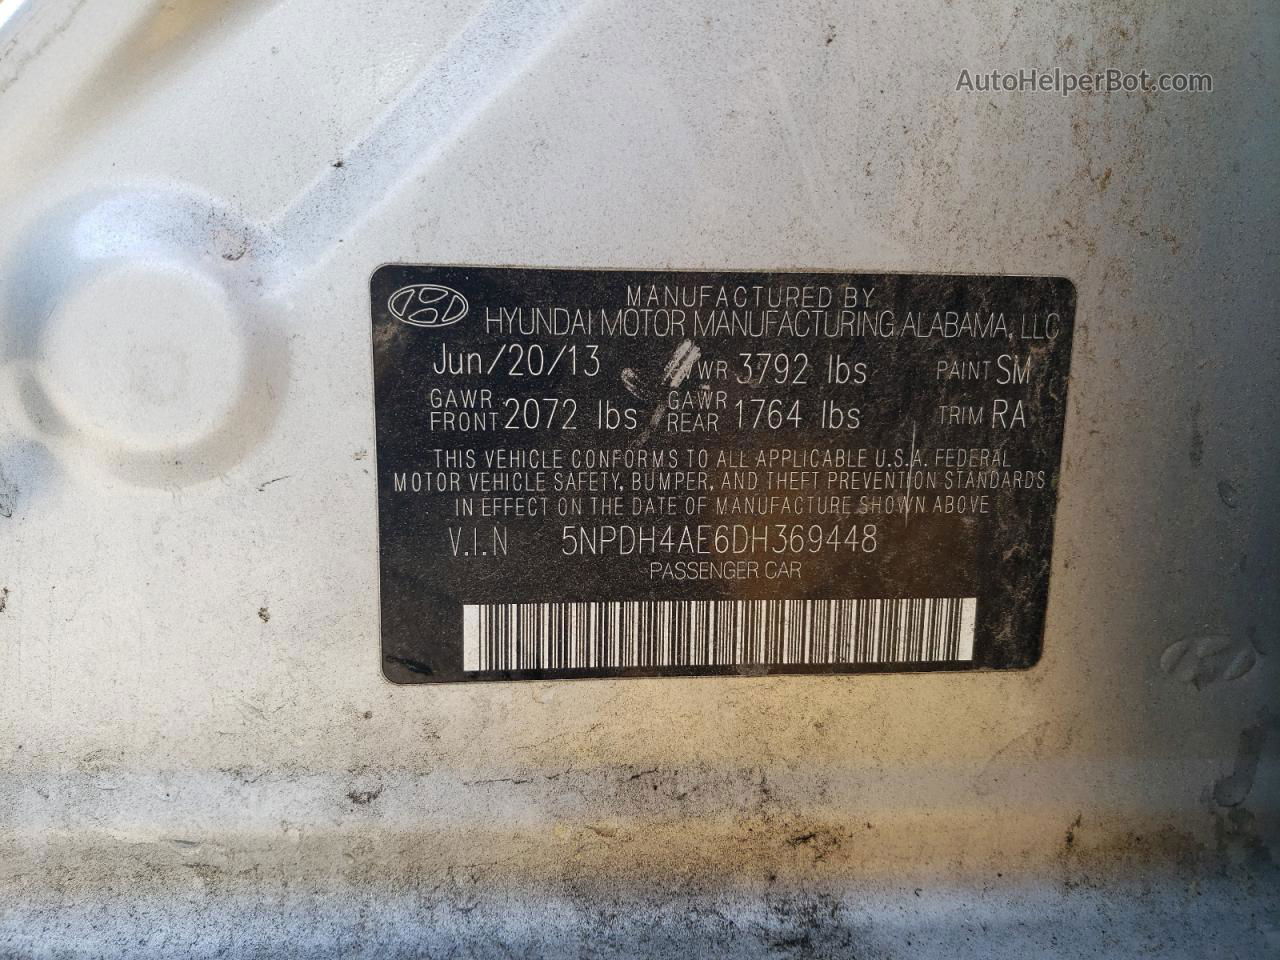 AutoHelperBot.com
MANUFACTURED BY
HYUNDAI MOTOR MANUFACTURING ALABAMA, LLC
Jun/20/13 WR 3792 lbs PAINT SM
GAWR FRONT 2072 lbs GAWR REAR 1764 lbs TRIM RA
THIS VEHICLE CONFORMS TO ALL APPLICABLE U.S.A. FEDERAL
MOTOR VEHICLE SAFETY, BUMPER, AND THEFT PREVENTION STANDARDS
IN EFFECT ON THE DATE OF MANUFACTURE SHOWN ABOVE
V.I.N 5NPDH4AE6DH369448
PASSENGER CAR